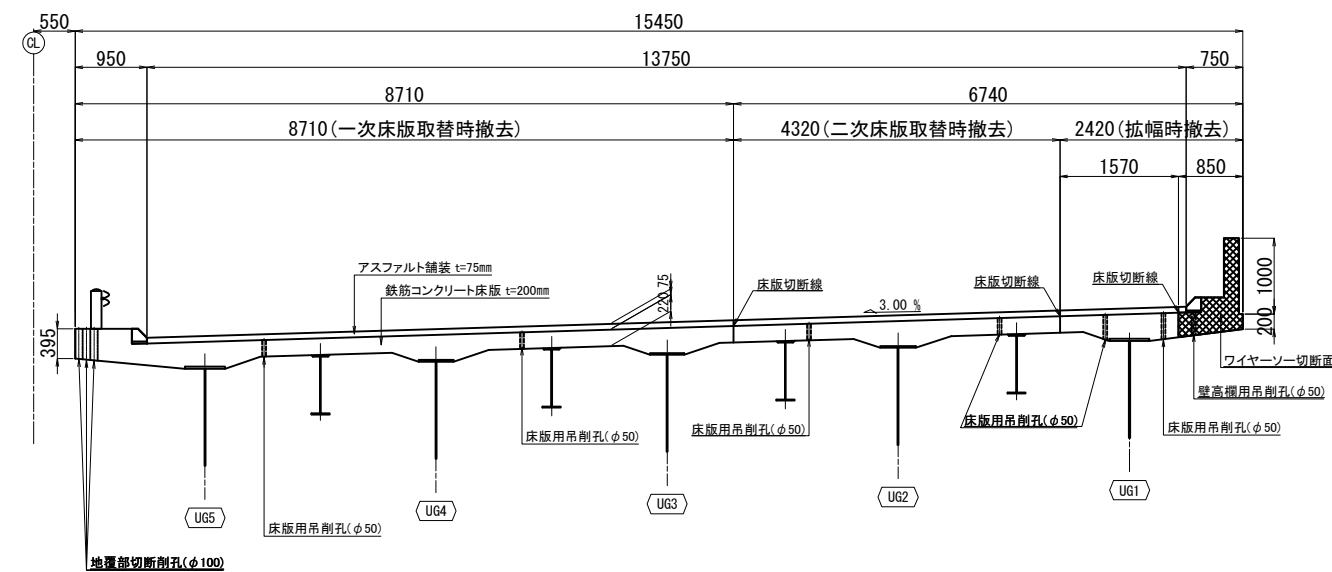 550
15450
CL
950
13750
750
8710
6740
8710(一次床版取替時撤去)
4320(二次床版取替時撤去)
2420(拡幅時撤去)
1570
850
アスファルト舗装 t=75mm
鉄筋コンクリート床版 t=200mm
75
220
床版切断線
3.00 %
床版切断線
床版切断線
1000
200
395
ワイヤーソー切断面
壁高欄用吊削孔(φ50)
床版用吊削孔(φ50)
床版用吊削孔(φ50)
床版用吊削孔(φ50)
床版用吊削孔(φ50)
UG5
UG4
UG3
UG2
UG1
床版用吊削孔(φ50)
地覆部切断削孔(φ100)